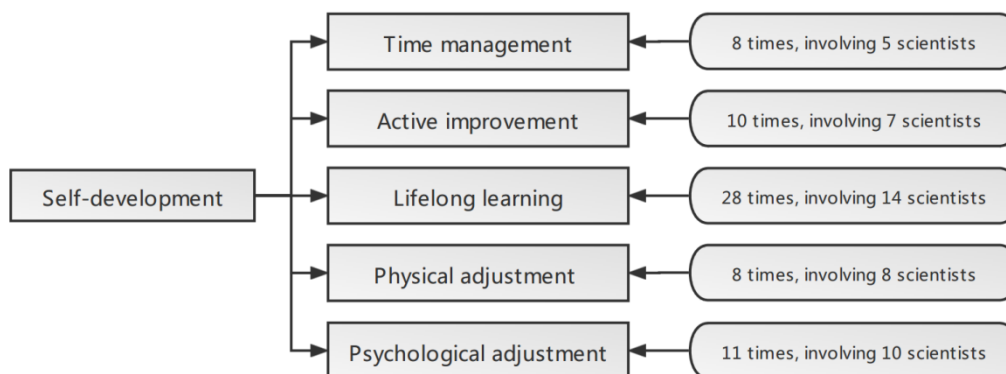 Time management
8 times, involving 5 scientists
Active improvement
10 times, involving 7 scientists
Self-development
Lifelong learning
28 times, involving 14 scientists
Physical adjustment
8 times, involving 8 scientists
Psychological adjustment
11 times, involving 10 scientists